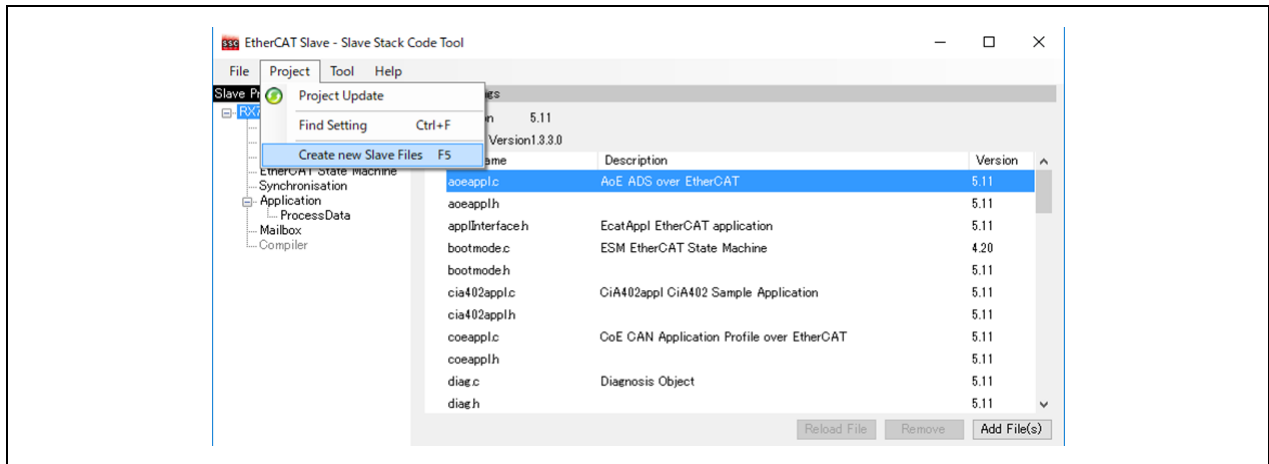 EtherCAT Slave - Slave Stack Code Tool
File Project Tool Help
Project Update
Find Setting Ctrl+F
Create new Slave Files F5
EtherCAT State Machine
Synchronisation
Application
ProcessData
Mailbox
Compiler
5.11
Version1.3.3.0
Description Version
aoeappl.c AoE ADS over EtherCAT 5.11
aoeappl.h 5.11
applInterface.h EcatAppl EtherCAT application 5.11
bootmode.c ESM EtherCAT State Machine 4.20
bootmode.h 5.11
cia402appl.c CiA402appl CiA402 Sample Application 5.11
cia402appl.h 5.11
coeappl.c CoE CAN Application Profile over EtherCAT 5.11
coeappl.h 5.11
diag.c Diagnosis Object 5.11
diag.h 5.11
Reload File Remove Add File(s)